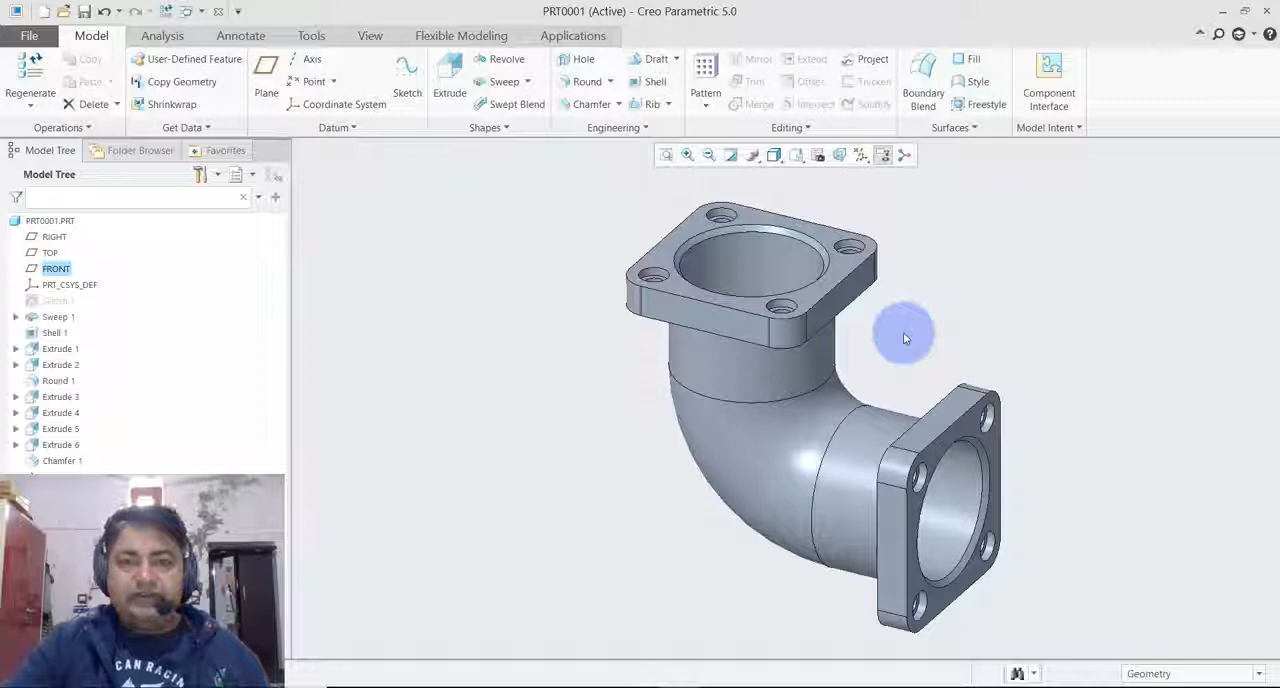 PRT0001 (Active) - Creo Parametric 5.0
File Model Analysis Annotate Tools View Flexible Modeling Applications
Regenerate
Copy
Paste
Delete
Operations
User-Defined Feature
Copy Geometry
Shrinkwrap
Get Data
Plane
Axis
Point
Coordinate System
Sketch
Datum
Extrude
Revolve
Sweep
Swept Blend
Shapes
Hole
Round
Chamfer
Draft
Shell
Rib
Engineering
Pattern
Mirror
Trim
Merge
Extend
Offset
Intersect
Project
Thicken
Solidify
Editing
Boundary
Blend
Fill
Style
Freestyle
Surfaces
Component
Interface
Model Intent
Model Tree Folder Browser Favorites
Model Tree
PRT0001.PRT
RIGHT
TOP
FRONT
PRT_CSYS_DEF
Sketch 1
Sweep 1
Shell 1
Extrude 1
Extrude 2
Round 1
Extrude 3
Extrude 4
Extrude 5
Extrude 6
Chamfer 1
CAN RACIN
Geometry